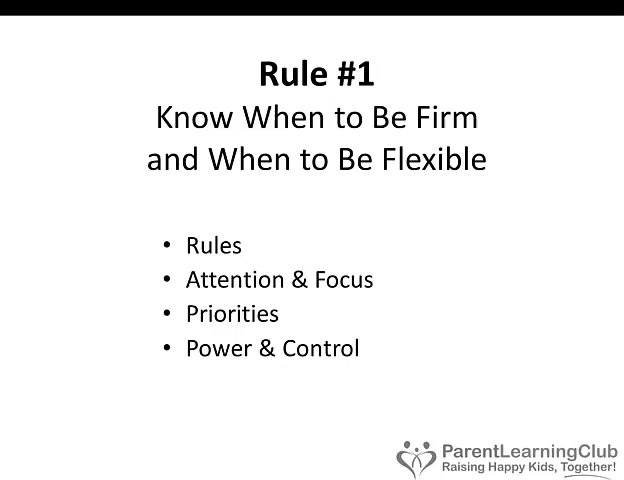 Rule #1
Know When to Be Firm
and When to Be Flexible
• Rules
• Attention & Focus
• Priorities
• Power & Control
ParentLearningClub
Raising Happy Kids, Together!